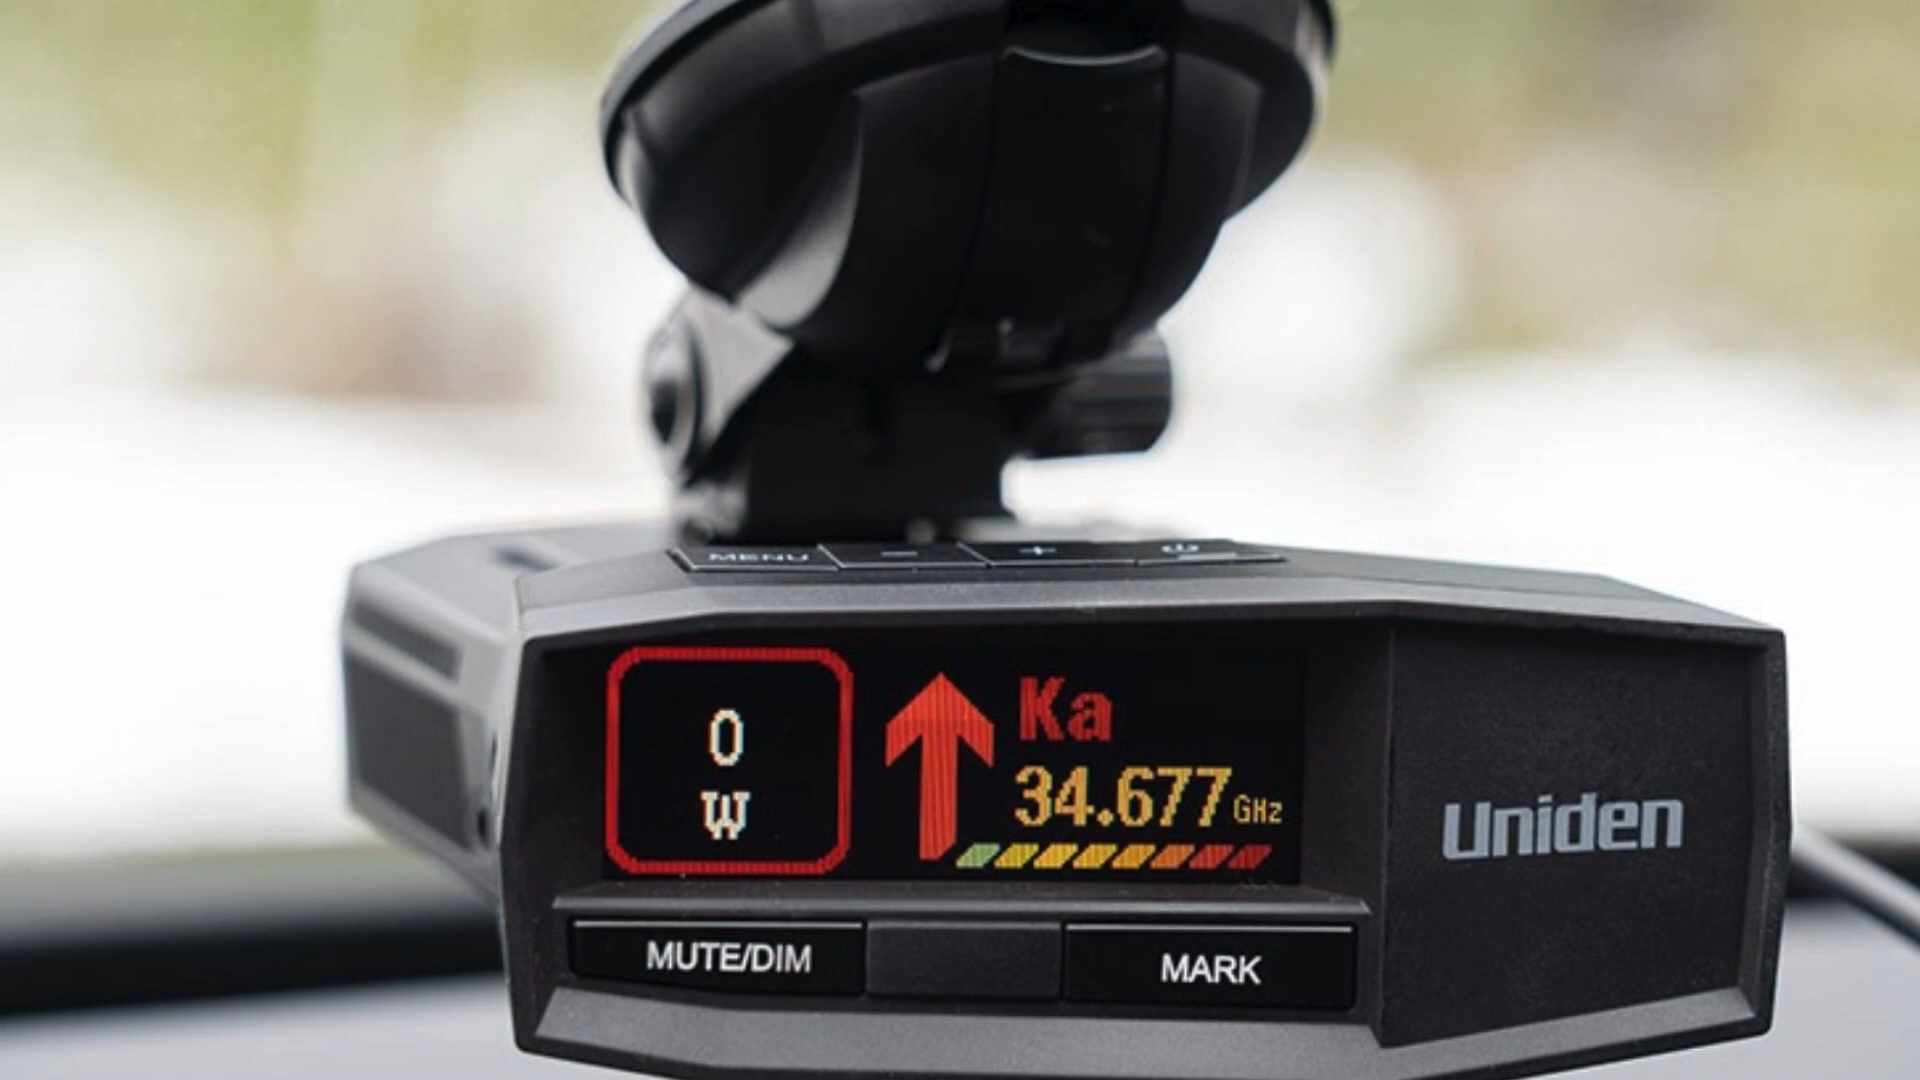 MENU - +
0
W
Ka
34.677 GHz
Uniden
MUTE/DIM
MARK